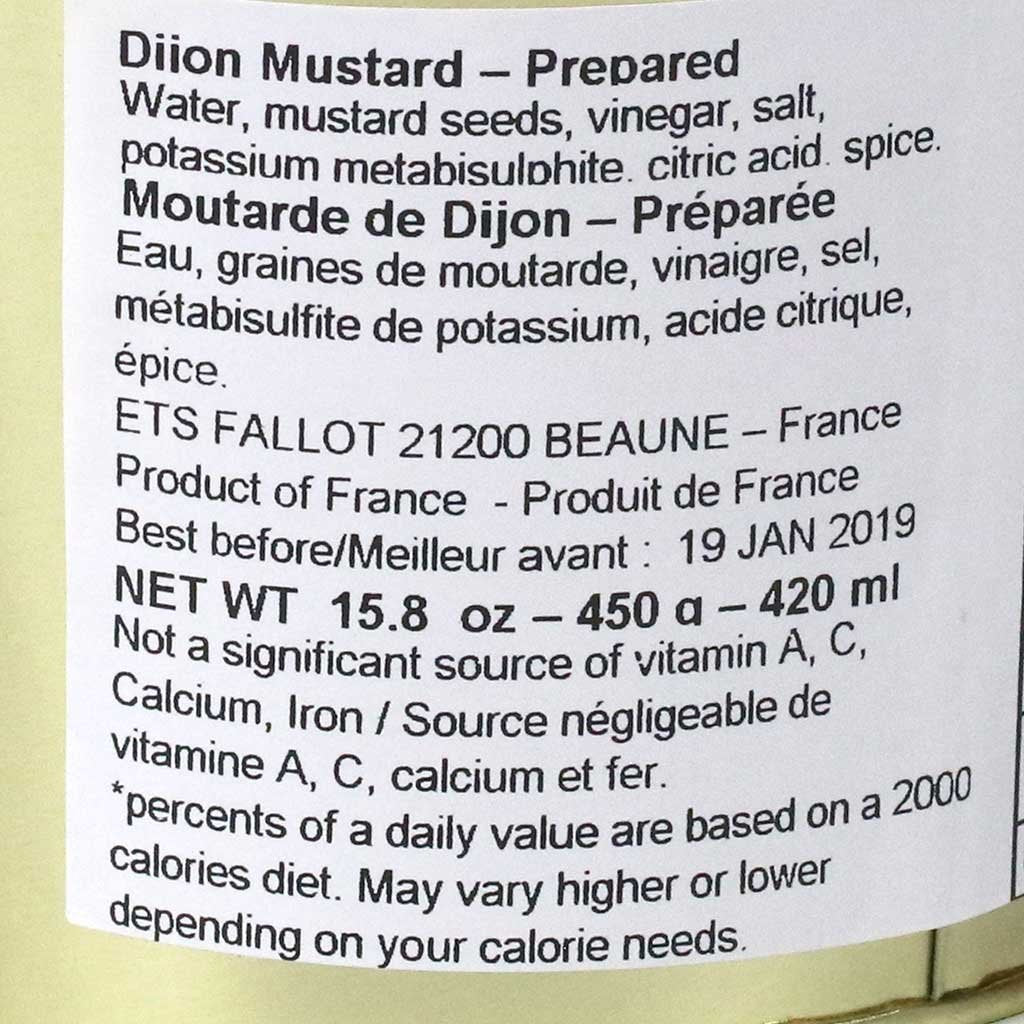 Dijon Mustard – Prepared
Water, mustard seeds, vinegar, salt,
potassium metabisulphite, citric acid, spice.
Moutarde de Dijon – Préparée
Eau, graines de moutarde, vinaigre, sel,
métabisulfite de potassium, acide citrique,
épice.
ETS FALLOT 21200 BEAUNE – France
Product of France - Produit de France
Best before/Meilleur avant : 19 JAN 2019
NET WT 15.8 oz – 450 g – 420 ml
Not a significant source of vitamin A, C,
Calcium, Iron / Source négligeable de
vitamine A, C, calcium et fer.
*percents of a daily value are based on a 2000
calories diet. May vary higher or lower
depending on your calorie needs.